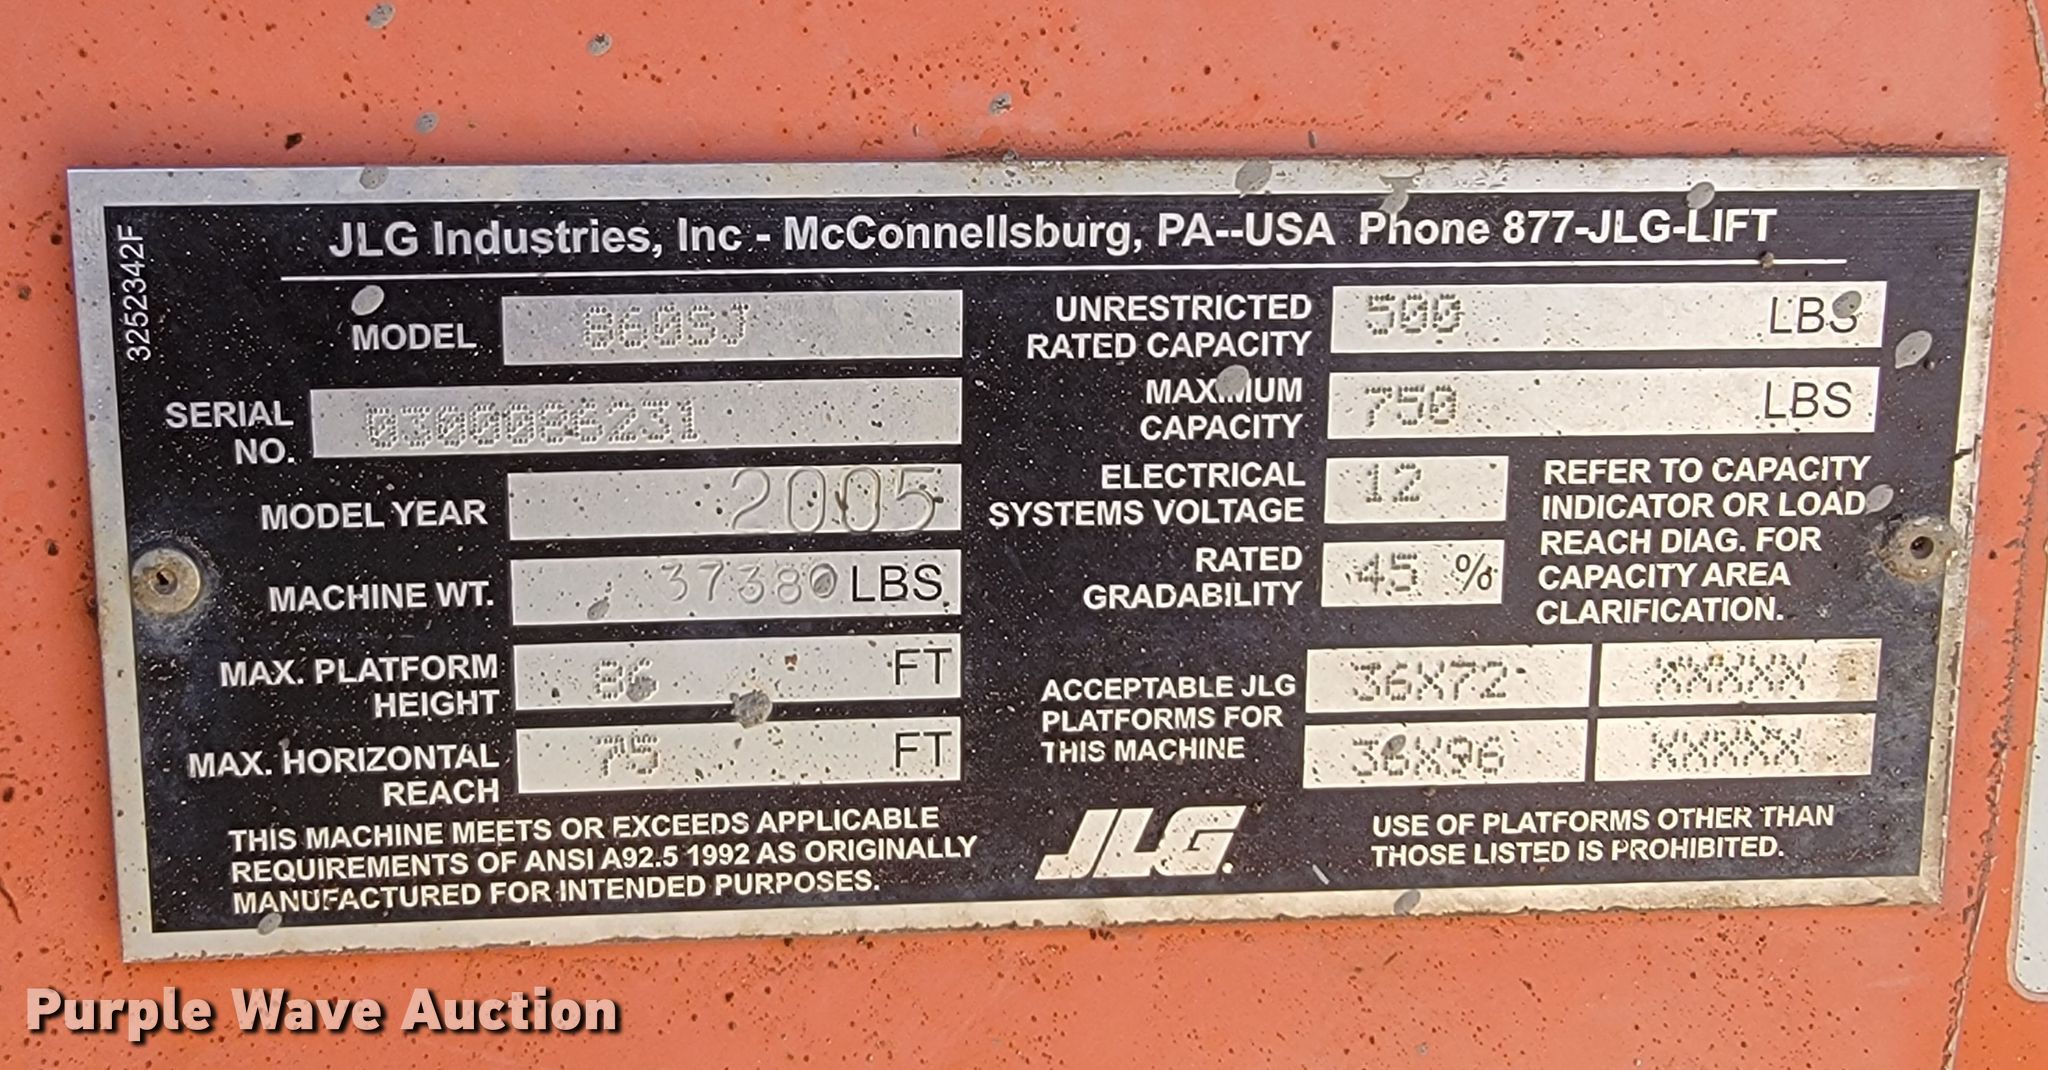 JLG Industries, Inc - McConnellsburg, PA--USA Phone 877-JLG-LIFT
32523342F
MODEL 860SJ
SERIAL
NO. 0300086231
MODEL YEAR 2005
MACHINE WT. 37380 LBS
MAX. PLATFORM
HEIGHT 86 FT
MAX. HORIZONTAL
REACH 75 FT
THIS MACHINE MEETS OR EXCEEDS APPLICABLE
REQUIREMENTS OF ANSI A92.5 1992 AS ORIGINALLY
MANUFACTURED FOR INTENDED PURPOSES.
UNRESTRICTED
RATED CAPACITY 500 LBS
MAXIMUM
CAPACITY 750 LBS
ELECTRICAL
SYSTEMS VOLTAGE 12
RATED
GRADABILITY 45 %
REFER TO CAPACITY
INDICATOR OR LOAD
REACH DIAG. FOR
CAPACITY AREA
CLARIFICATION.
ACCEPTABLE JLG
PLATFORMS FOR
THIS MACHINE
36X72 XXXXX
36X96 XXXXX
JLG.
USE OF PLATFORMS OTHER THAN
THOSE LISTED IS PROHIBITED.
Purple Wave Auction